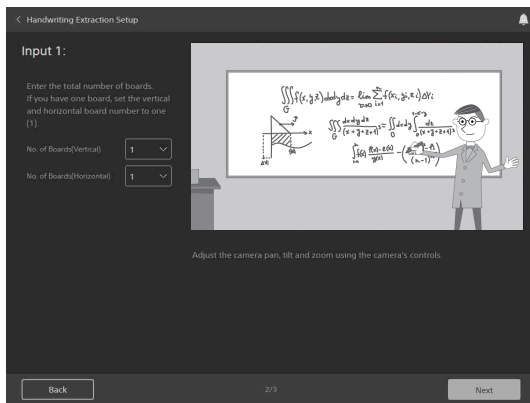 < Handwriting Extraction Setup
Input 1:
Enter the total number of boards.
If you have one board, set the vertical
and horizontal board number to one
(1).
No. of Boards(Vertical) 1
No. of Boards(Horizontal) 1
Adjust the camera pan, tilt and zoom using the camera's controls.
Back
2/3
Next